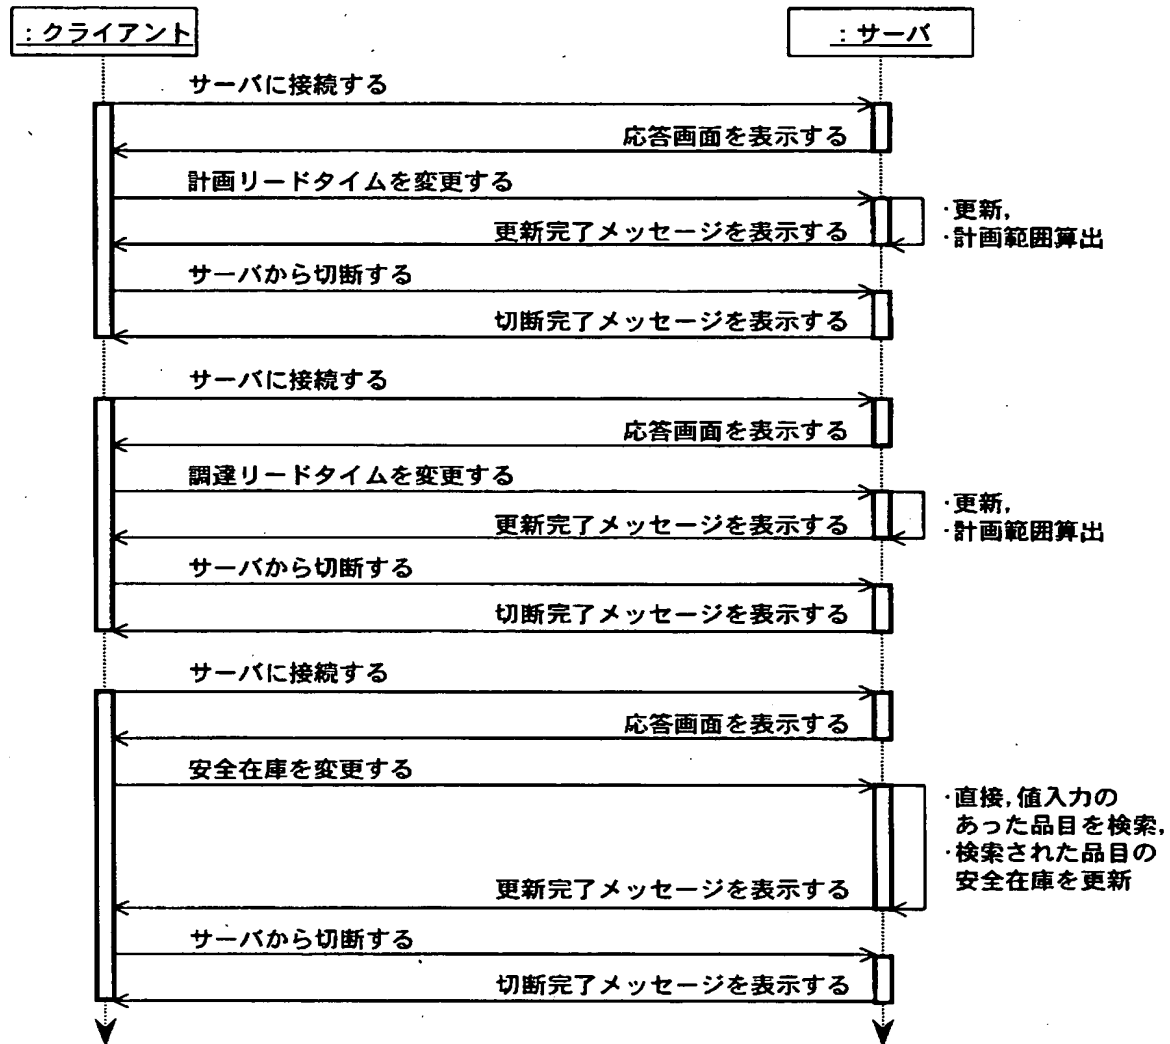 ：クライアント
：サーバ
サーバに接続する
応答画面を表示する
計画リードタイムを変更する
・更新，
更新完了メッセージを表示する
・計画範囲算出
サーバから切断する
切断完了メッセージを表示する
サーバに接続する
応答画面を表示する
調達リードタイムを変更する
・更新，
更新完了メッセージを表示する
・計画範囲算出
サーバから切断する
切断完了メッセージを表示する
サーバに接続する
応答画面を表示する
安全在庫を変更する
・直接，値入力の
あった品目を検索，
・検索された品目の
安全在庫を更新
更新完了メッセージを表示する
サーバから切断する
切断完了メッセージを表示する